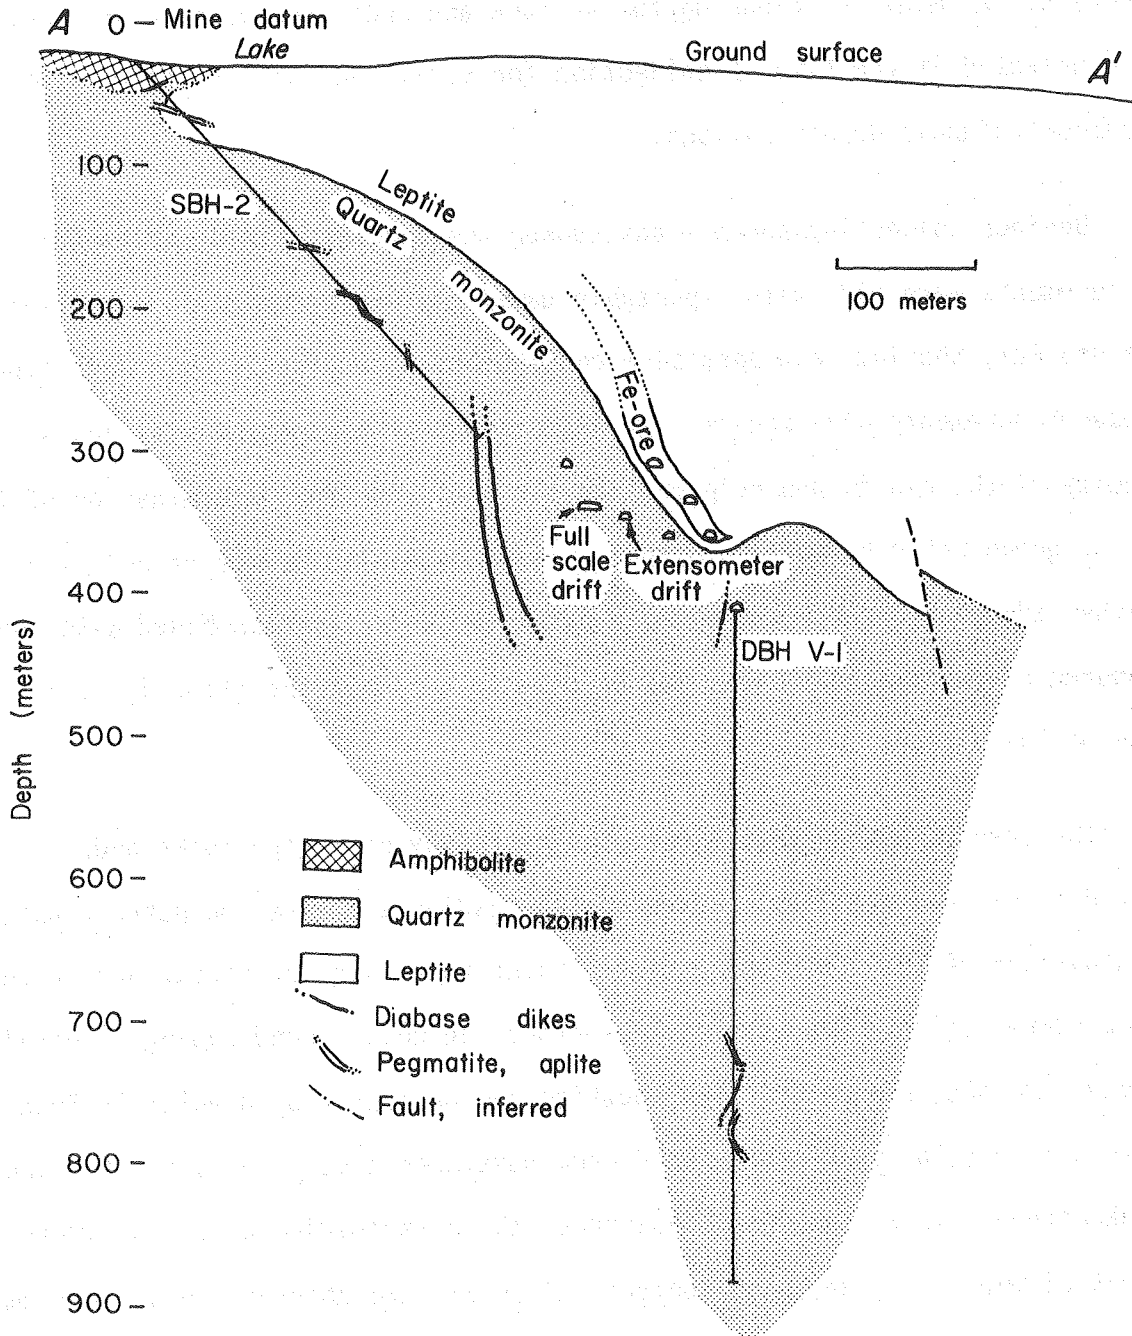 A
0 — Mine datum
Lake
Ground surface
A'
100 —
SBH-2
Leptite
Quartz monzonite
100 meters
200 —
Fe-ore
300 —
Full
scale
drift
Extensometer
drift
400 —
DBH V-1
Depth (meters)
500 —
600 —
Amphibolite
Quartz monzonite
Leptite
700 —
Diabase dikes
Pegmatite, aplite
Fault, inferred
800 —
900 —